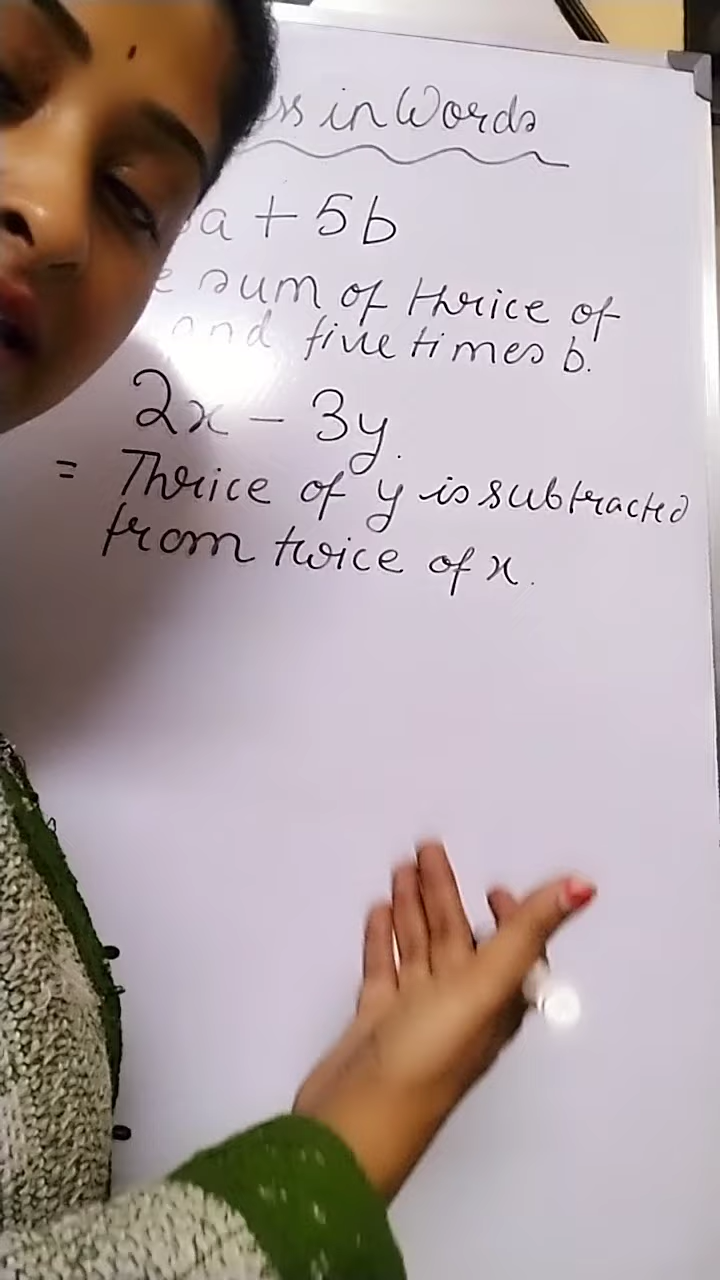 in Words
a + 5b
sum of thrice of
and five times b.
2x - 3y.
= Thrice of y is subtracted
from twice of x.